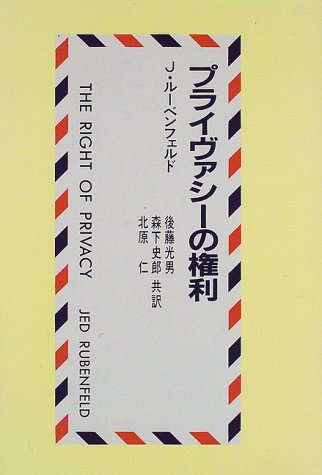 プライヴァシーの権利
J・ルーベンフェルド
後藤光男
森下史郎 共訳
北原 仁
THE RIGHT OF PRIVACY JED RUBENFELD